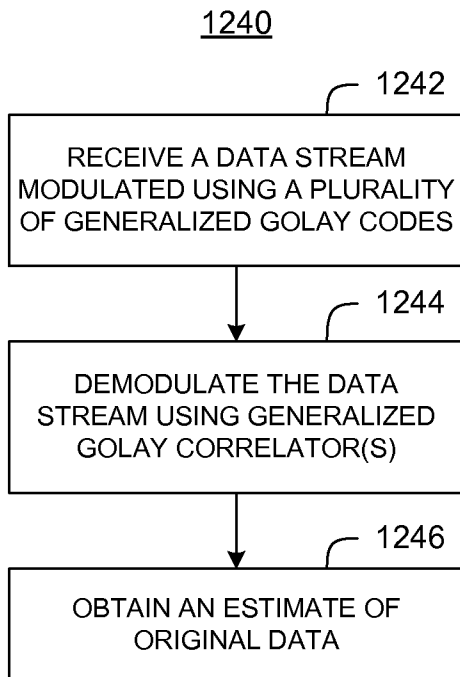 1240
1242
RECEIVE A DATA STREAM
MODULATED USING A PLURALITY
OF GENERALIZED GOLAY CODES
1244
DEMODULATE THE DATA
STREAM USING GENERALIZED
GOLAY CORRELATOR(S)
1246
OBTAIN AN ESTIMATE OF
ORIGINAL DATA